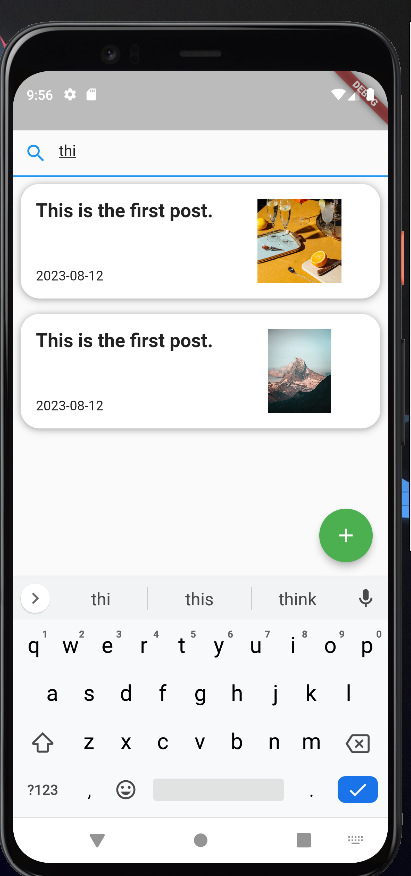 9:56
DEBUG
thi
This is the first post.
2023-08-12
This is the first post.
2023-08-12
+
thi this think
q1 w2 e3 r4 t5 y6 u7 i8 o9 p0
a s d f g h j k l
z x c v b n m
?123 , .